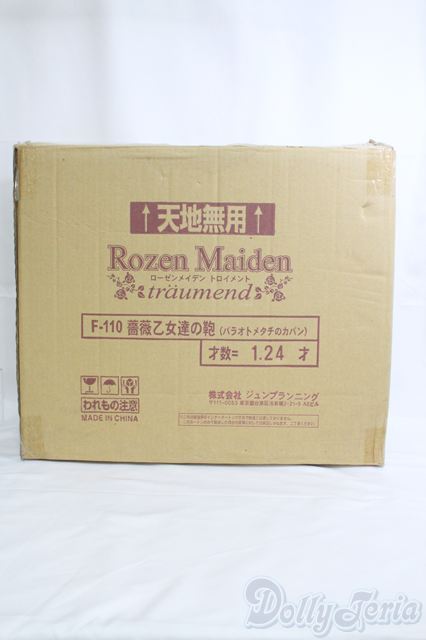 ↑天地無用↑
Rozen Maiden
ローゼンメイデン トロイメント
träumend
F-110 薔薇乙女達の鞄 (バラオトメタチのカバン)
才数= 1.24 才
われもの注意
MADE IN CHINA
株式会社 ジュンプランニング
Dolly Teria